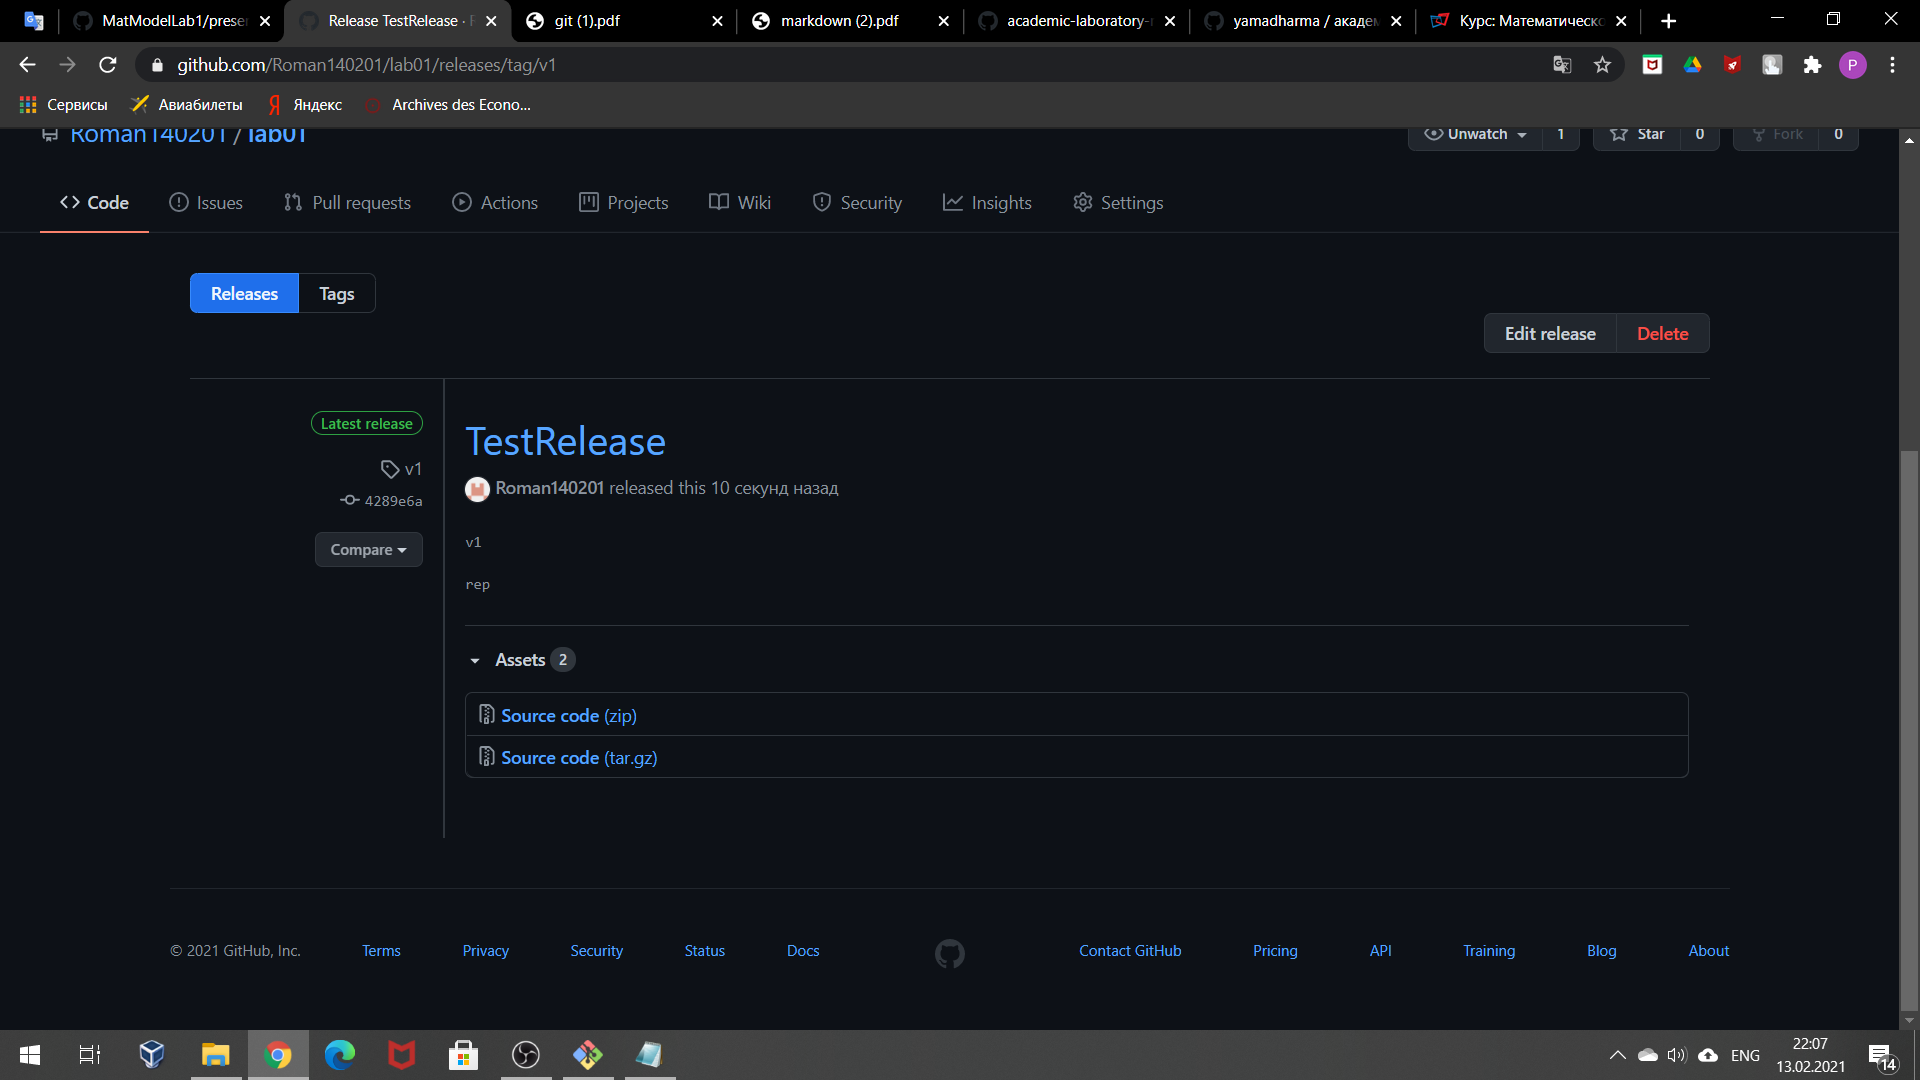 MatModelLab1/prese
Release TestRelease ·
git (1).pdf
markdown (2).pdf
academic-laboratory-
yamadharma / акаде
Курс: Математическо
github.com/Roman140201/lab01/releases/tag/v1
P
Сервисы
Авиабилеты
Яндекс
Archives des Econo...
Roman140201 / lab01
Unwatch 1
Star 0
Fork 0
Code
Issues
Pull requests
Actions
Projects
Wiki
Security
Insights
Settings
Releases
Tags
Edit release
Delete
Latest release
v1
4289e6a
Compare
TestRelease
Roman140201 released this 10 секунд назад
v1
rep
Assets 2
Source code (zip)
Source code (tar.gz)
© 2021 GitHub, Inc.
Terms
Privacy
Security
Status
Docs
Contact GitHub
Pricing
API
Training
Blog
About
ENG
22:07
13.02.2021
14